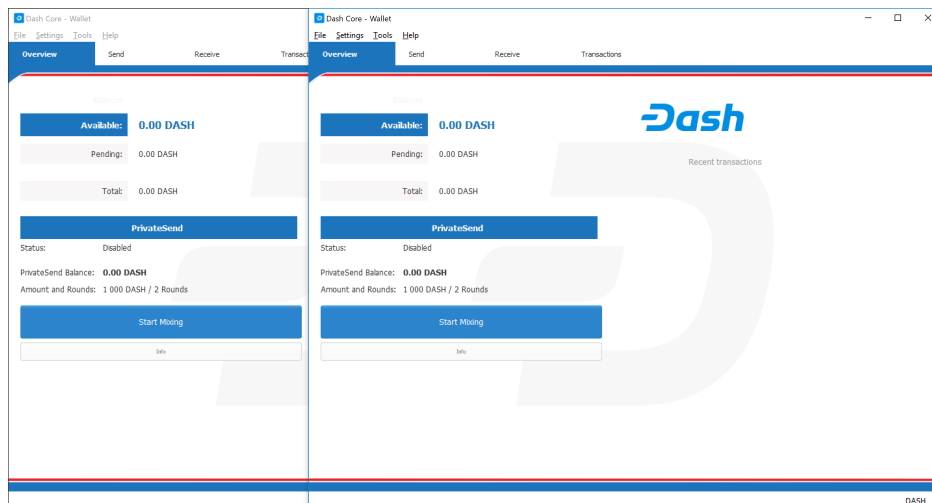 Dash Core - Wallet
File Settings Tools Help
Overview Send Receive Transact
Balances
Available: 0.00 DASH
Pending: 0.00 DASH
Total: 0.00 DASH
PrivateSend
Status: Disabled
PrivateSend Balance: 0.00 DASH
Amount and Rounds: 1 000 DASH / 2 Rounds
Start Mixing
Info
Dash Core - Wallet
File Settings Tools Help
Overview Send Receive Transactions
Balances
Available: 0.00 DASH
Pending: 0.00 DASH
Total: 0.00 DASH
PrivateSend
Status: Disabled
PrivateSend Balance: 0.00 DASH
Amount and Rounds: 1 000 DASH / 2 Rounds
Start Mixing
Info
Dash
Recent transactions
DASH